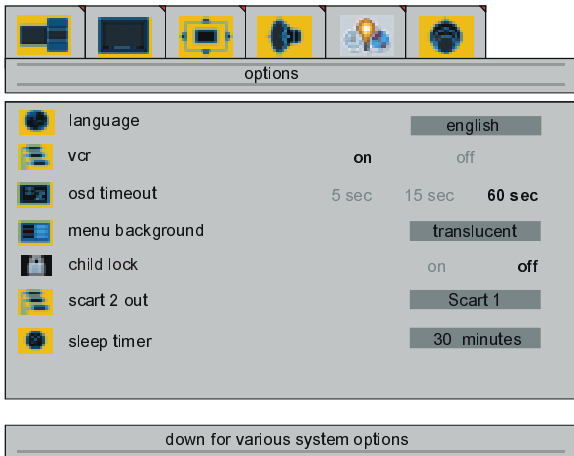 options
language english
vcr on off
osd timeout 5 sec 15 sec 60 sec
menu background translucent
child lock on off
scart 2 out Scart 1
sleep timer 30 minutes
down for various system options